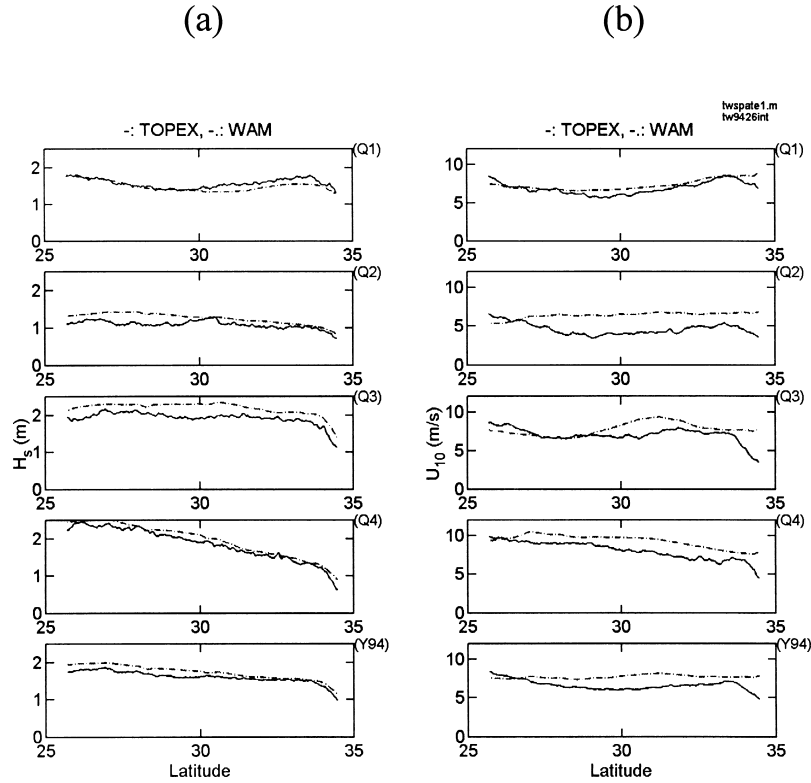 (a) (b)
twspate1.m
tw9426int
-: TOPEX, -.: WAM -: TOPEX, -.: WAM
(Q1) (Q1)
2 10
1 5
0 0
25 30 35 25 30 35
(Q2) (Q2)
2 10
1 5
0 0
25 30 35 25 30 35
(Q3) (Q3)
2 10
1 5
0 0
Hs (m) U10 (m/s)
25 30 35 25 30 35
(Q4) (Q4)
2 10
1 5
0 0
25 30 35 25 30 35
(Y94) (Y94)
2 10
1 5
0 0
25 30 35 25 30 35
Latitude Latitude